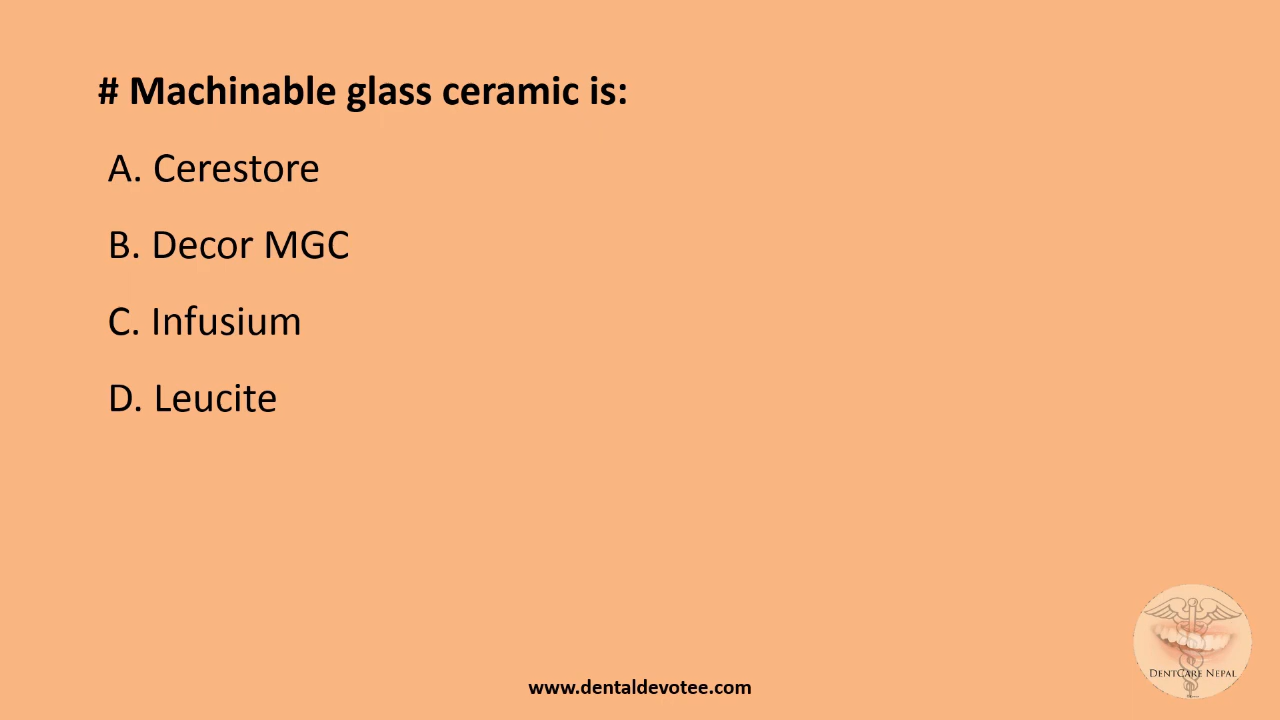 # Machinable glass ceramic is:
A. Cerestore
B. Decor MGC
C. Infusium
D. Leucite
DentCare Nepal
www.dentaldevotee.com